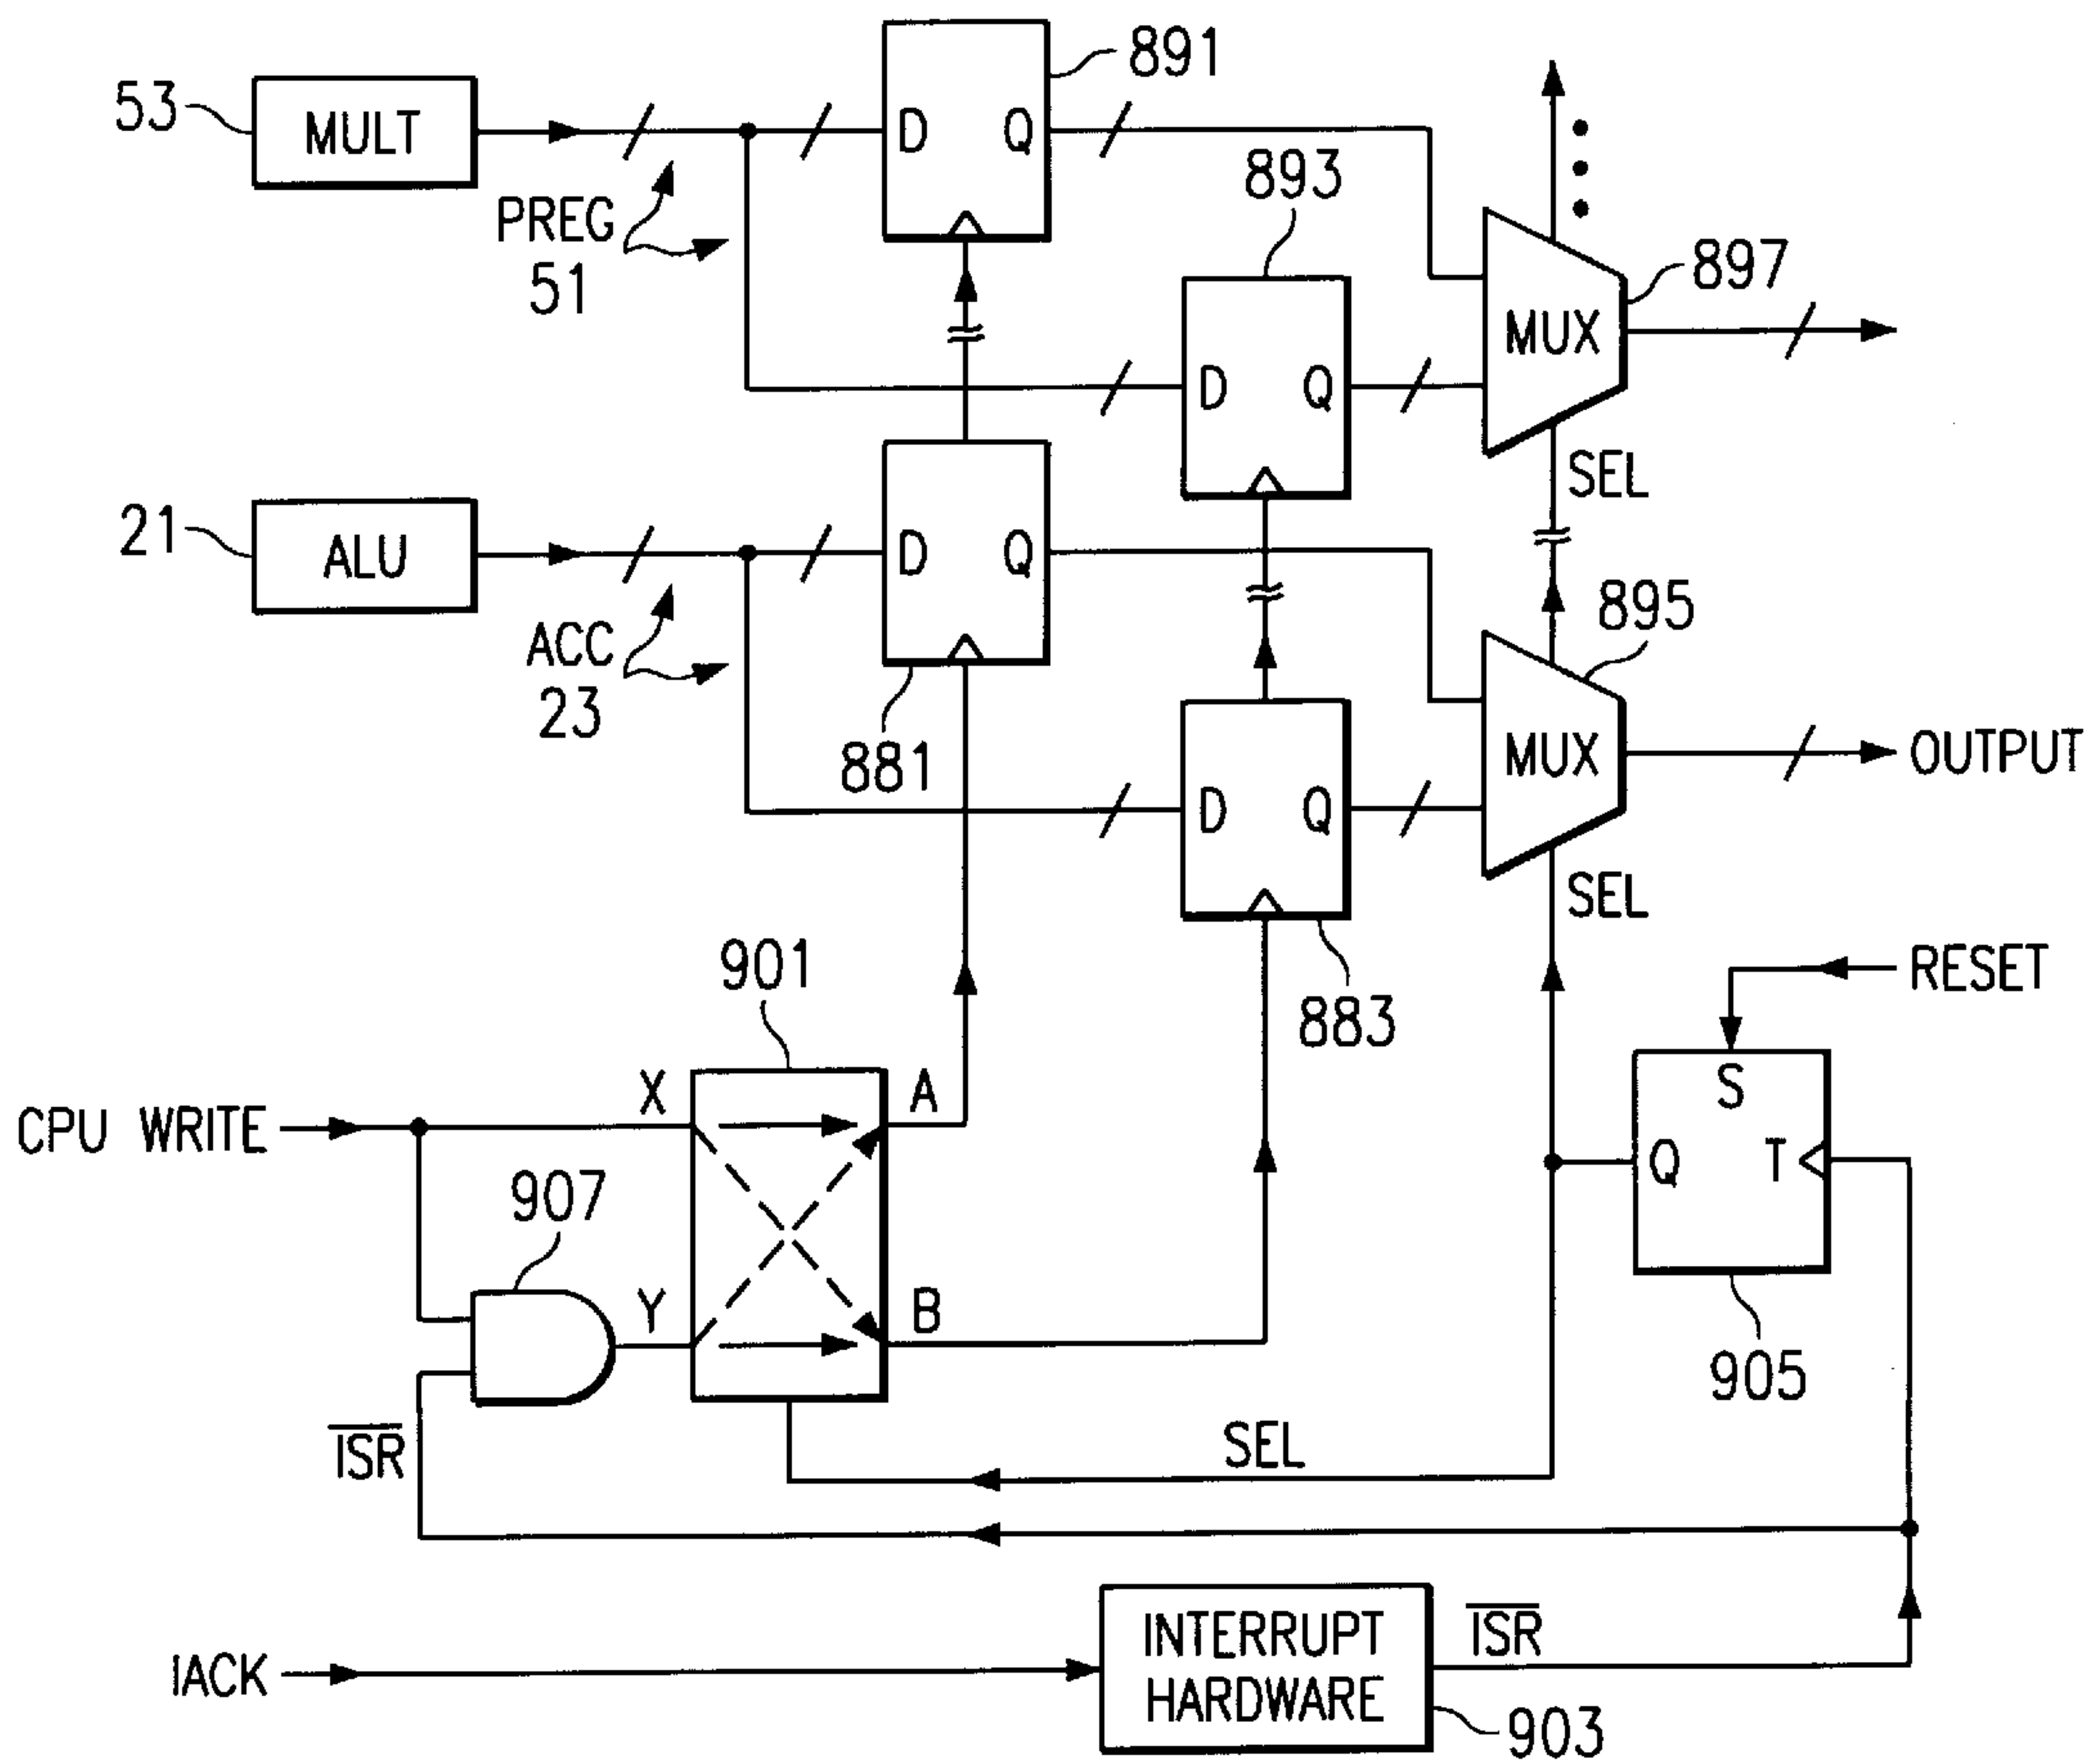 891
53
MULT
D
Q
893
PREG
51
897
MUX
D
Q
SEL
21
ALU
D
Q
895
ACC
23
881
MUX
OUTPUT
D
Q
SEL
901
883
RESET
CPU WRITE
X
A
S
907
Q
T
Y
B
905
ISR
SEL
IACK
INTERRUPT
HARDWARE
ISR
903